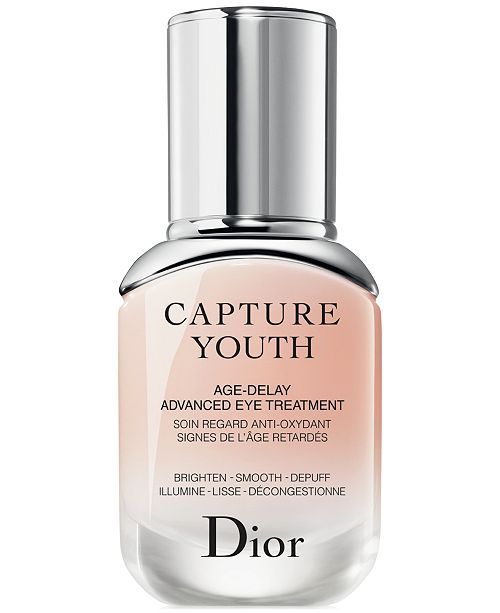 CAPTURE
YOUTH
AGE-DELAY
ADVANCED EYE TREATMENT
SOIN REGARD ANTI-OXYDANT
SIGNES DE L'ÂGE RETARDÉS
BRIGHTEN - SMOOTH - DEPUFF
ILLUMINE - LISSE - DÉCONGESTIONNE
Dior